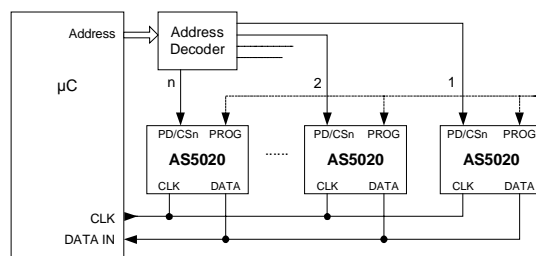 Address
Address
Decoder
µC
n
2
1
PD/CSn PROG
AS5020
CLK DATA
......
PD/CSn PROG
AS5020
CLK DATA
PD/CSn PROG
AS5020
CLK DATA
CLK
DATA IN